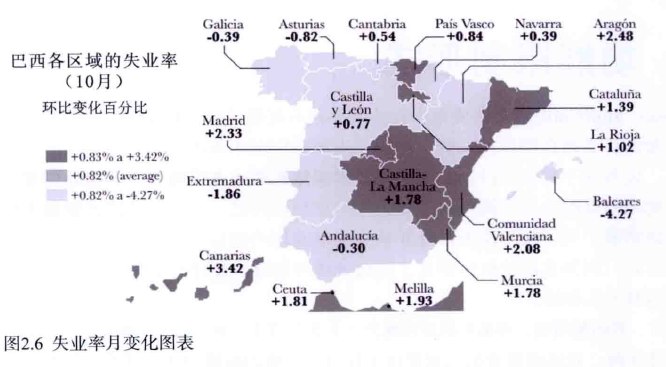 Galicia
-0.39
Asturias
-0.82
Cantabria
+0.54
País Vasco
+0.84
Navarra
+0.39
Aragón
+2.48
巴西各区域的失业率
（10月）
环比变化百分比
Castilla
y León
+0.77
Cataluña
+1.39
Madrid
+2.33
La Rioja
+1.02
+0.83% a +3.42%
+0.82% (average)
+0.82% a -4.27%
Extremadura
-1.86
Castilla-
La Mancha
+1.78
Baleares
-4.27
Andalucía
-0.30
Comunidad
Valenciana
+2.08
Canarias
+3.42
Murcia
+1.78
Ceuta
+1.81
Melilla
+1.93
图2.6 失业率月变化图表